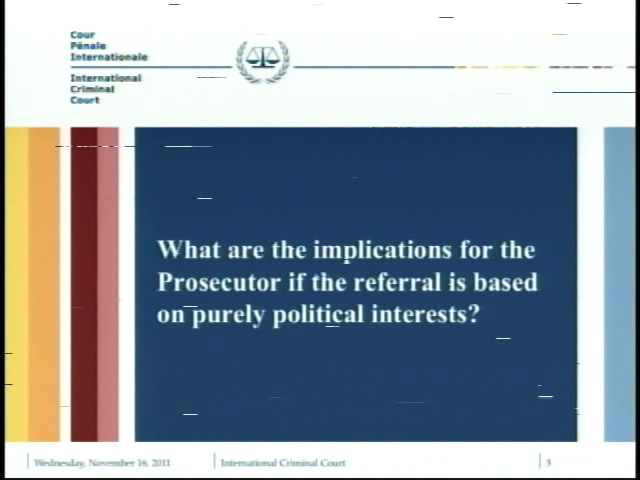 Cour
Pénale
Internationale
International
Criminal
Court
What are the implications for the
Prosecutor if the referral is based
on purely political interests?
Wednesday, November 16, 2011
International Criminal Court
3